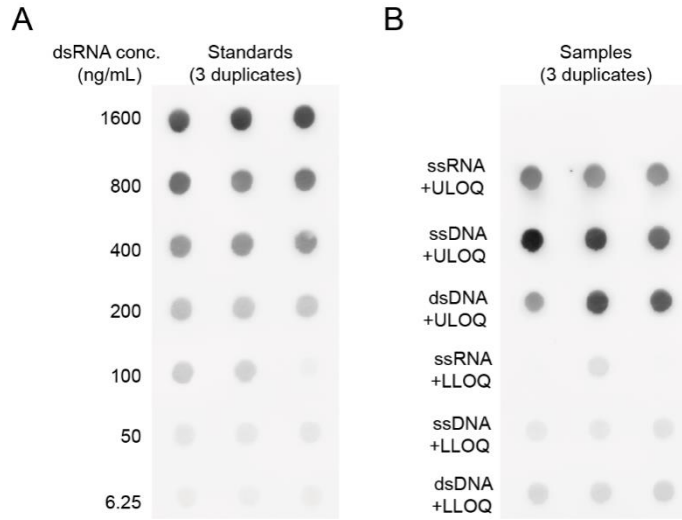 A
dsRNA conc.
(ng/mL)
Standards
(3 duplicates)
1600
800
400
200
100
50
6.25
B
Samples
(3 duplicates)
ssRNA
+ULOQ
ssDNA
+ULOQ
dsDNA
+ULOQ
ssRNA
+LLOQ
ssDNA
+LLOQ
dsDNA
+LLOQ